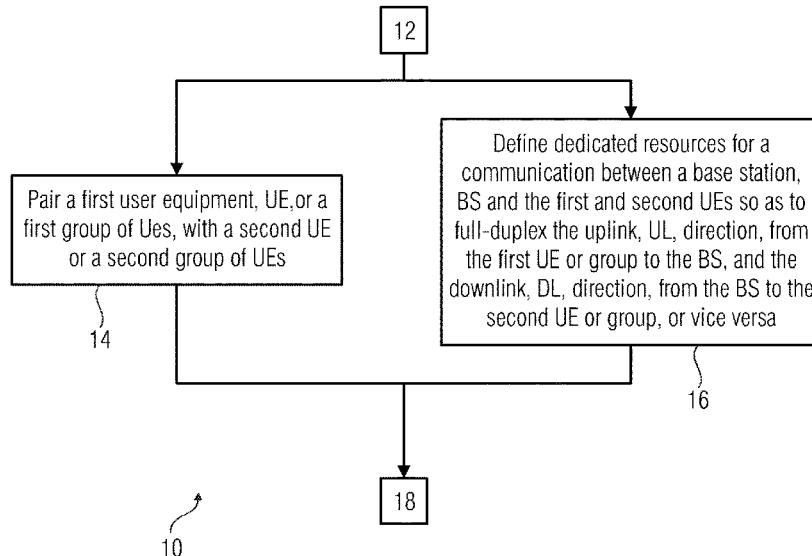 12
Pair a first user equipment, UE,or a
first group of Ues, with a second UE
or a second group of UEs
14
Define dedicated resources for a
communication between a base station,
BS and the first and second UEs so as to
full-duplex the uplink, UL, direction, from
the first UE or group to the BS, and the
downlink, DL, direction, from the BS to the
second UE or group, or vice versa
16
18
10